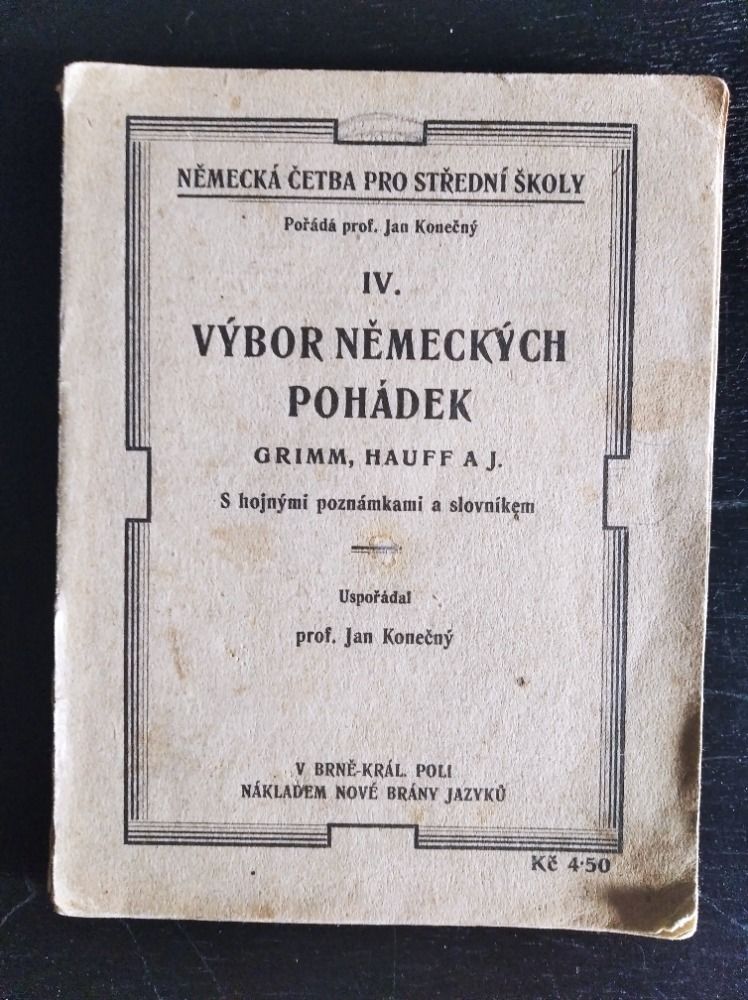 NĚMECKÁ ČETBA PRO STŘEDNÍ ŠKOLY
Pořádá prof. Jan Konečný
IV.
VÝBOR NĚMECKÝCH
POHÁDEK
GRIMM, HAUFF A J.
S hojnými poznámkami a slovníkem
Uspořádal
prof. Jan Konečný
V BRNĚ-KRÁL. POLI
NÁKLADEM NOVÉ BRÁNY JAZYKŮ
Kč 4·50